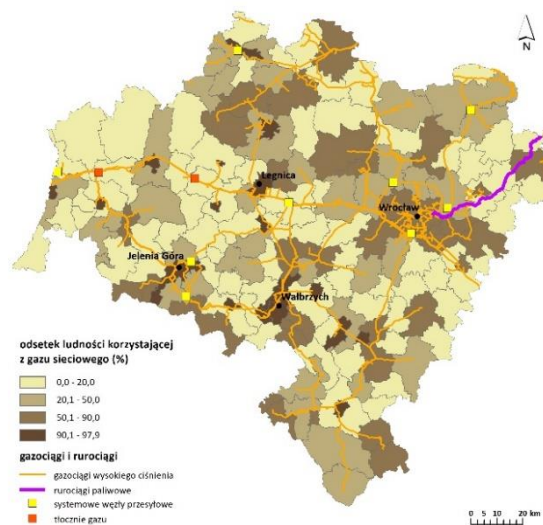 N
Legnica
Wrocław
Jelenia Góra
Wałbrzych
odsetek ludności korzystającej
z gazu sieciowego (%)
0,0 - 20,0
20,1 - 50,0
50,1 - 90,0
90,1 - 97,9
gazociągi i rurociągi
gazociągi wysokiego ciśnienia
rurociągi paliwowe
systemowe węzły przesyłowe
tłocznie gazu
0 5 10 20 km